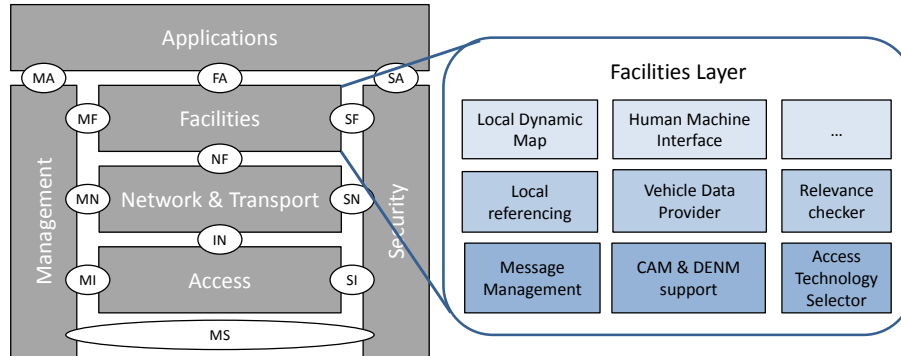 Applications
MA
FA
SA
MF
Facilities
SF
NF
Management
MN
Network & Transport
SN
Security
IN
MI
Access
SI
MS
Facilities Layer
Local Dynamic
Map
Human Machine
Interface
...
Local
referencing
Vehicle Data
Provider
Relevance
checker
Message
Management
CAM & DENM
support
Access
Technology
Selector